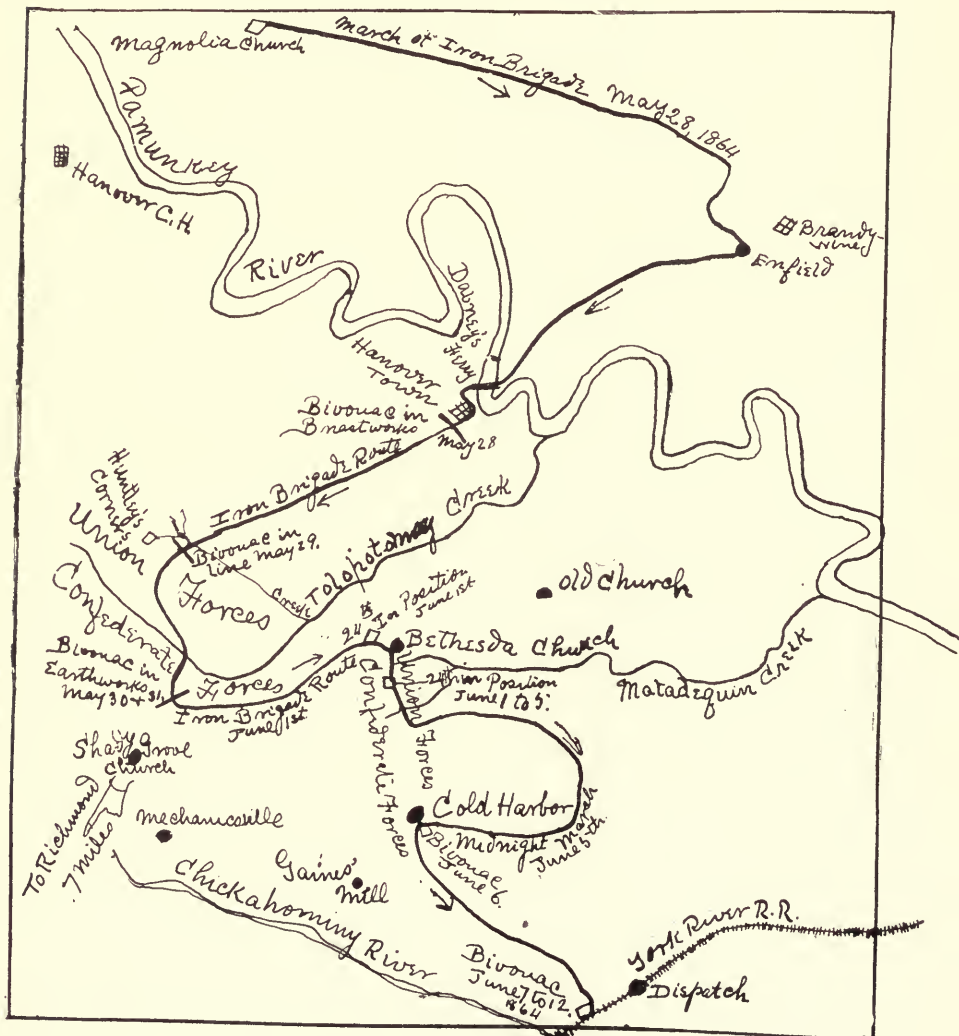 Magnolia Church
March of Iron Brigade May 28, 1864
Pamunkey
River
Hanover C.H.
Brandy-
wine
Enfield
Dabney's
Ferry
Hanover
Town
Bivouac in
Breastworks
May 28
Iron Brigade Route
Huntley's
Corners
Union
Forces
Bivouac in
line May 29.
Creek
Tolopotomoy Creek
Confederate
Forces
Bivouac in
Earthworks
May 30 & 31
Iron Brigade Route
June 1st
24th In Position
June 1st
Old Church
Bethesda Church
24th in Position
June 1 to 5.
Matadequin Creek
Union Forces
Confiderate Forces
Shady Grove
Church
To Richmond
7 Miles
Mechanicsville
Cold Harbor
Midnight March
June 5th.
Bivouac
June 6.
Gaines'
Mill
Chickahominy River
Bivouac
June 7 to 12.
1864
York River R.R.
Dispatch